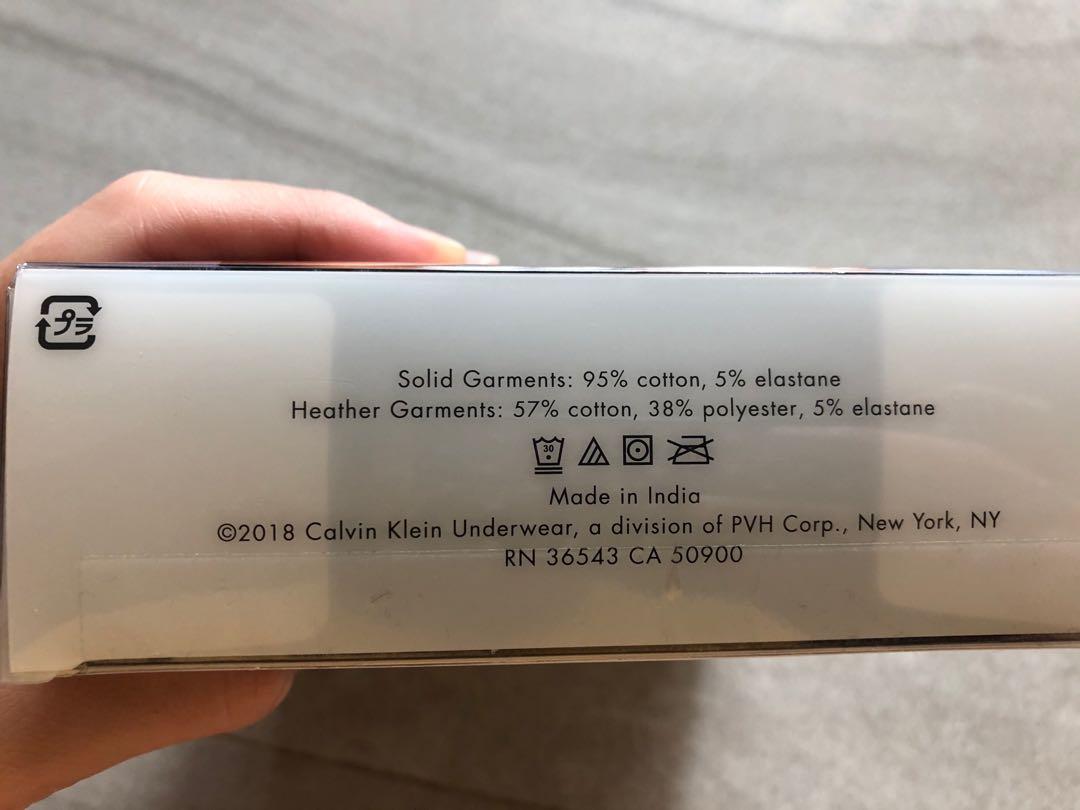 プラ
Solid Garments: 95% cotton, 5% elastane
Heather Garments: 57% cotton, 38% polyester, 5% elastane
30
Made in India
©2018 Calvin Klein Underwear, a division of PVH Corp., New York, NY
RN 36543 CA 50900